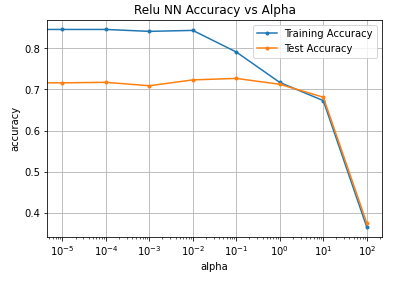 Relu NN Accuracy vs Alpha
Training Accuracy
Test Accuracy
accuracy
0.8
0.7
0.6
0.5
0.4
10⁻⁵ 10⁻⁴ 10⁻³ 10⁻² 10⁻¹ 10⁰ 10¹ 10²
alpha